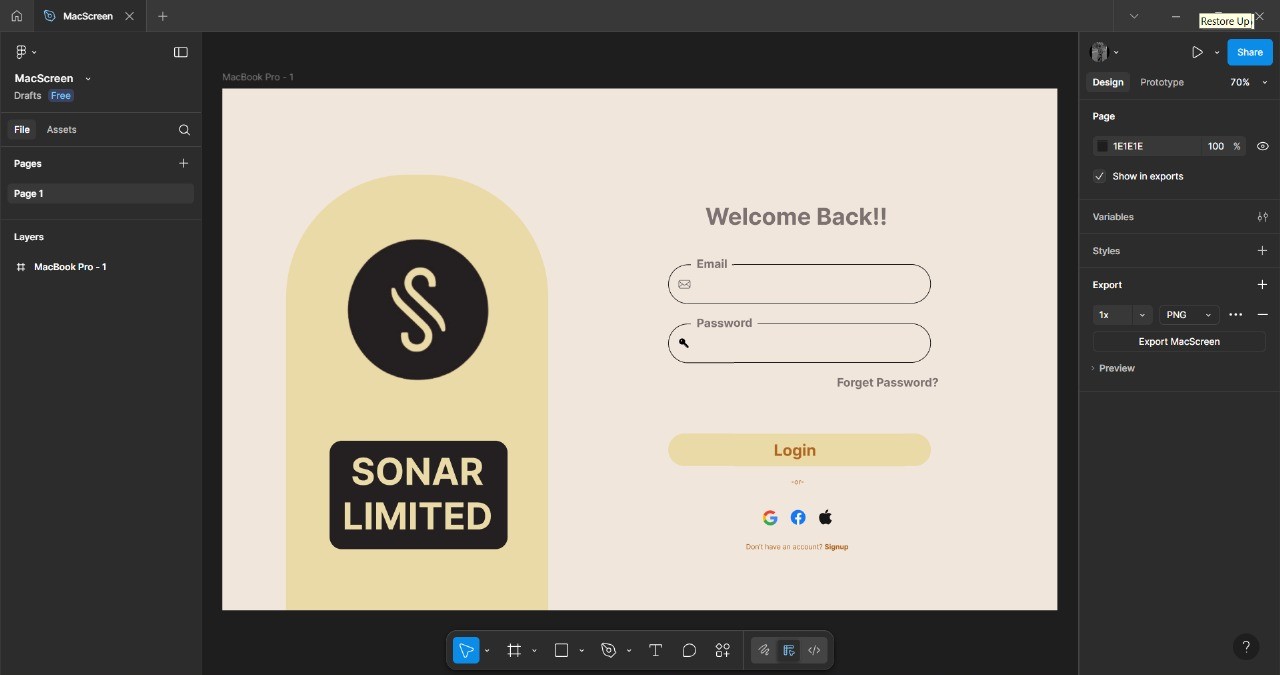 MacScreen
Restore Up
MacScreen
Drafts Free
File Assets
Pages
Page 1
Layers
MacBook Pro - 1
MacBook Pro - 1
SONAR
LIMITED
Welcome Back!!
Email
Password
Forget Password?
Login
-or-
Don't have an account? Signup
Share
Design Prototype 70%
Page
1E1E1E 100 %
Show in exports
Variables
Styles
Export
1x PNG
Export MacScreen
Preview
?